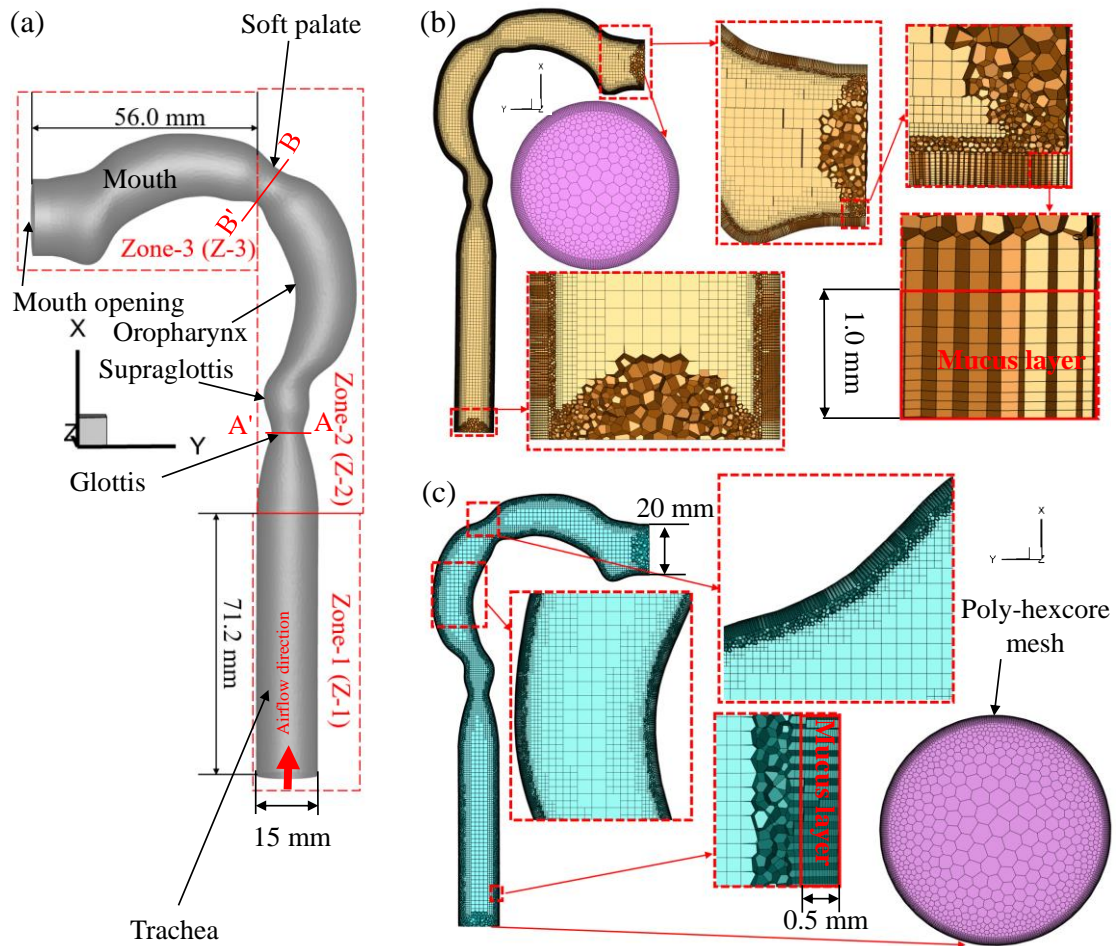 (a)
Soft palate
56.0 mm
B
Mouth
B'
Zone-3 (Z-3)
Mouth opening
X
Oropharynx
Supraglottis
Z
Y
A'
A
Glottis
Zone-2 (Z-2)
71.2 mm
Airflow direction
Zone-1 (Z-1)
15 mm
Trachea
(b)
X
Y
Z
1.0 mm
Mucus layer
(c)
20 mm
X
Y
Z
Poly-hexcore
mesh
Mucus layer
0.5 mm